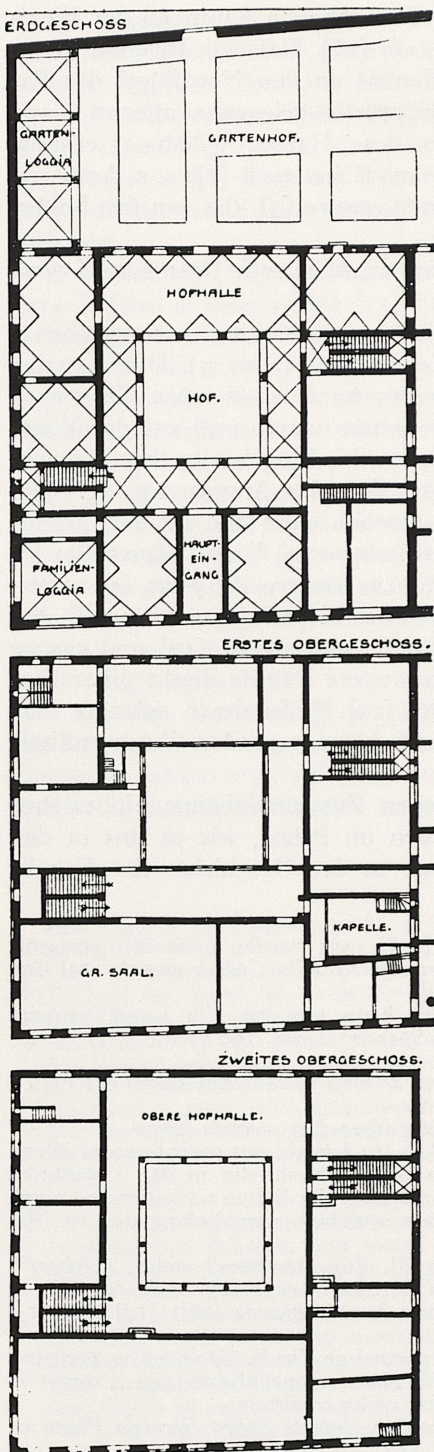 ERDGESCHOSS
GARTEN-
LOGGIA
GARTENHOF.
HOFHALLE
HOF.
FAMILIEN-
LOGGIA
HAUPT-
EIN-
GANG
ERSTES OBERGESCHOSS.
KAPELLE.
GR. SAAL.
ZWEITES OBERGESCHOSS.
OBERE HOFHALLE.